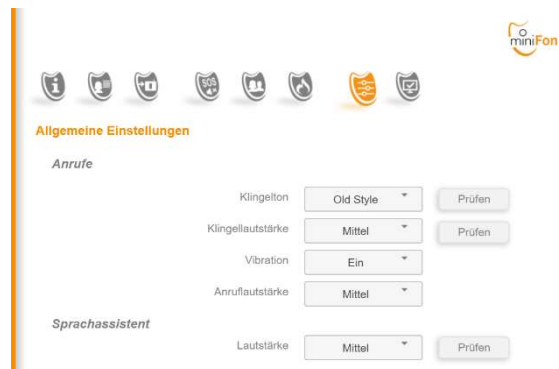 miniFon
SOS
Allgemeine Einstellungen
Anrufe
Klingelton Old Style Prüfen
Klingellautstärke Mittel Prüfen
Vibration Ein
Anruflautstärke Mittel
Sprachassistent
Lautstärke Mittel Prüfen